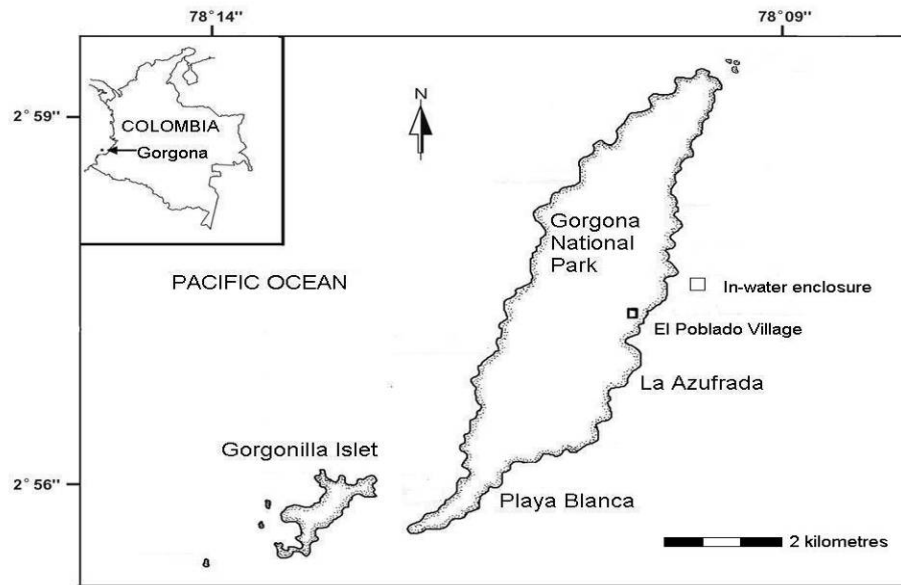 78°14"
78°09"
2°59"
COLOMBIA
Gorgona
N
Gorgona
National
Park
PACIFIC OCEAN
In-water enclosure
El Poblado Village
La Azufrada
Gorgonilla Islet
2°56"
Playa Blanca
2 kilometres